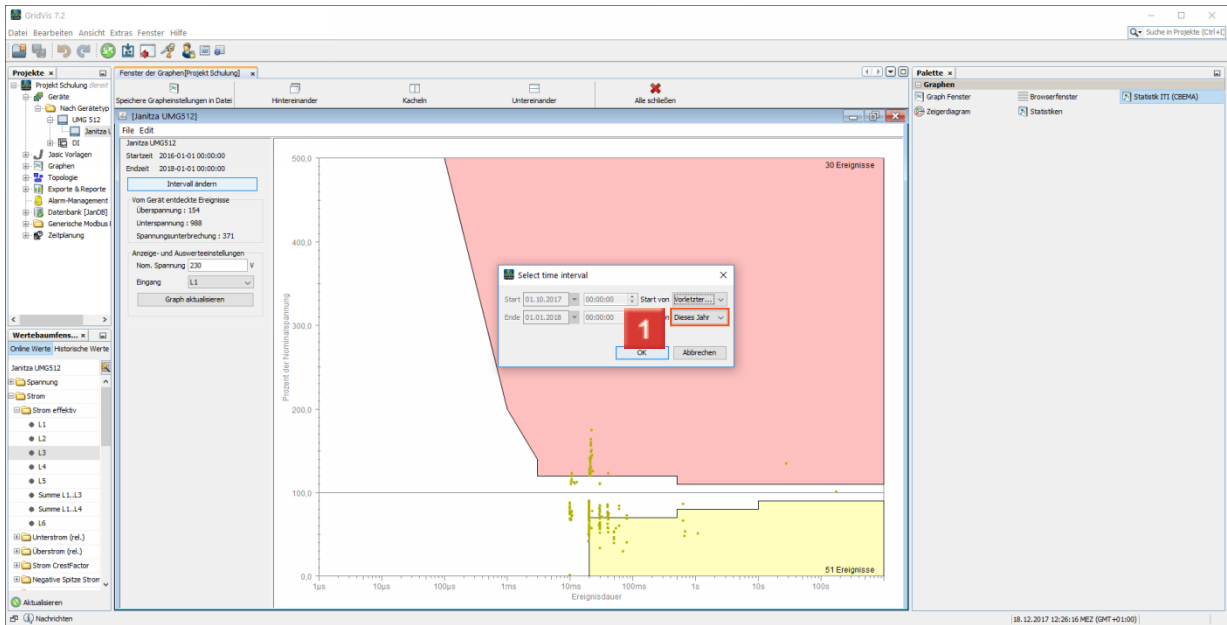 GridVis 7.2
Datei Bearbeiten Ansicht Extras Fenster Hilfe
Suche in Projekte (Ctrl+I)
Projekte
Projekt Schulung Bereit
Geräte
Nach Gerätetyp
UMG 512
Janitza U
DI
Jasic Vorlagen
Graphen
Topologie
Exporte & Reporte
Alarm-Management
Datenbank [JanDB]
Generische Modbus
Zeitplanung
Wertebaumfens...
Online Werte Historische Werte
Janitza UMG512
Spannung
Strom
Strom effektiv
L1
L2
L3
L4
L5
Summe L1..L3
Summe L1..L4
L6
Unterstrom (rel.)
Überstrom (rel.)
Strom CrestFactor
Negative Spitze Strom
Aktualisieren
Nachrichten
Fenster der Graphen[Projekt Schulung]
Speichere Grapheinstellungen in Datei
Hintereinander
Kacheln
Untereinander
Alle schließen
[Janitza UMG512]
File Edit
Janitza UMG512
Startzeit 2016-01-01 00:00:00
Endzeit 2018-01-01 00:00:00
Intervall ändern
Vom Gerät entdeckte Ereignisse
Überspannung : 154
Unterspannung : 988
Spannungsunterbrechung : 371
Anzeige- und Auswerteeinstellungen
Nom. Spannung 230 V
Eingang L1
Graph aktualisieren
Prozent der Nominalspannung
500,0
400,0
300,0
200,0
100,0
0,0
30 Ereignisse
51 Ereignisse
1µs 10µs 100µs 1ms 10ms 100ms 1s 10s 100s
Ereignisdauer
Select time interval
Start 01.10.2017 00:00:00 Start von Vorletzter...
Ende 01.01.2018 00:00:00 Dieses Jahr
1
OK Abbrechen
Palette
Graphen
Graph Fenster
Browserfenster
Statistik ITI (CBEMA)
Zeigerdiagram
Statistiken
18.12.2017 12:26:16 MEZ (GMT+01:00)